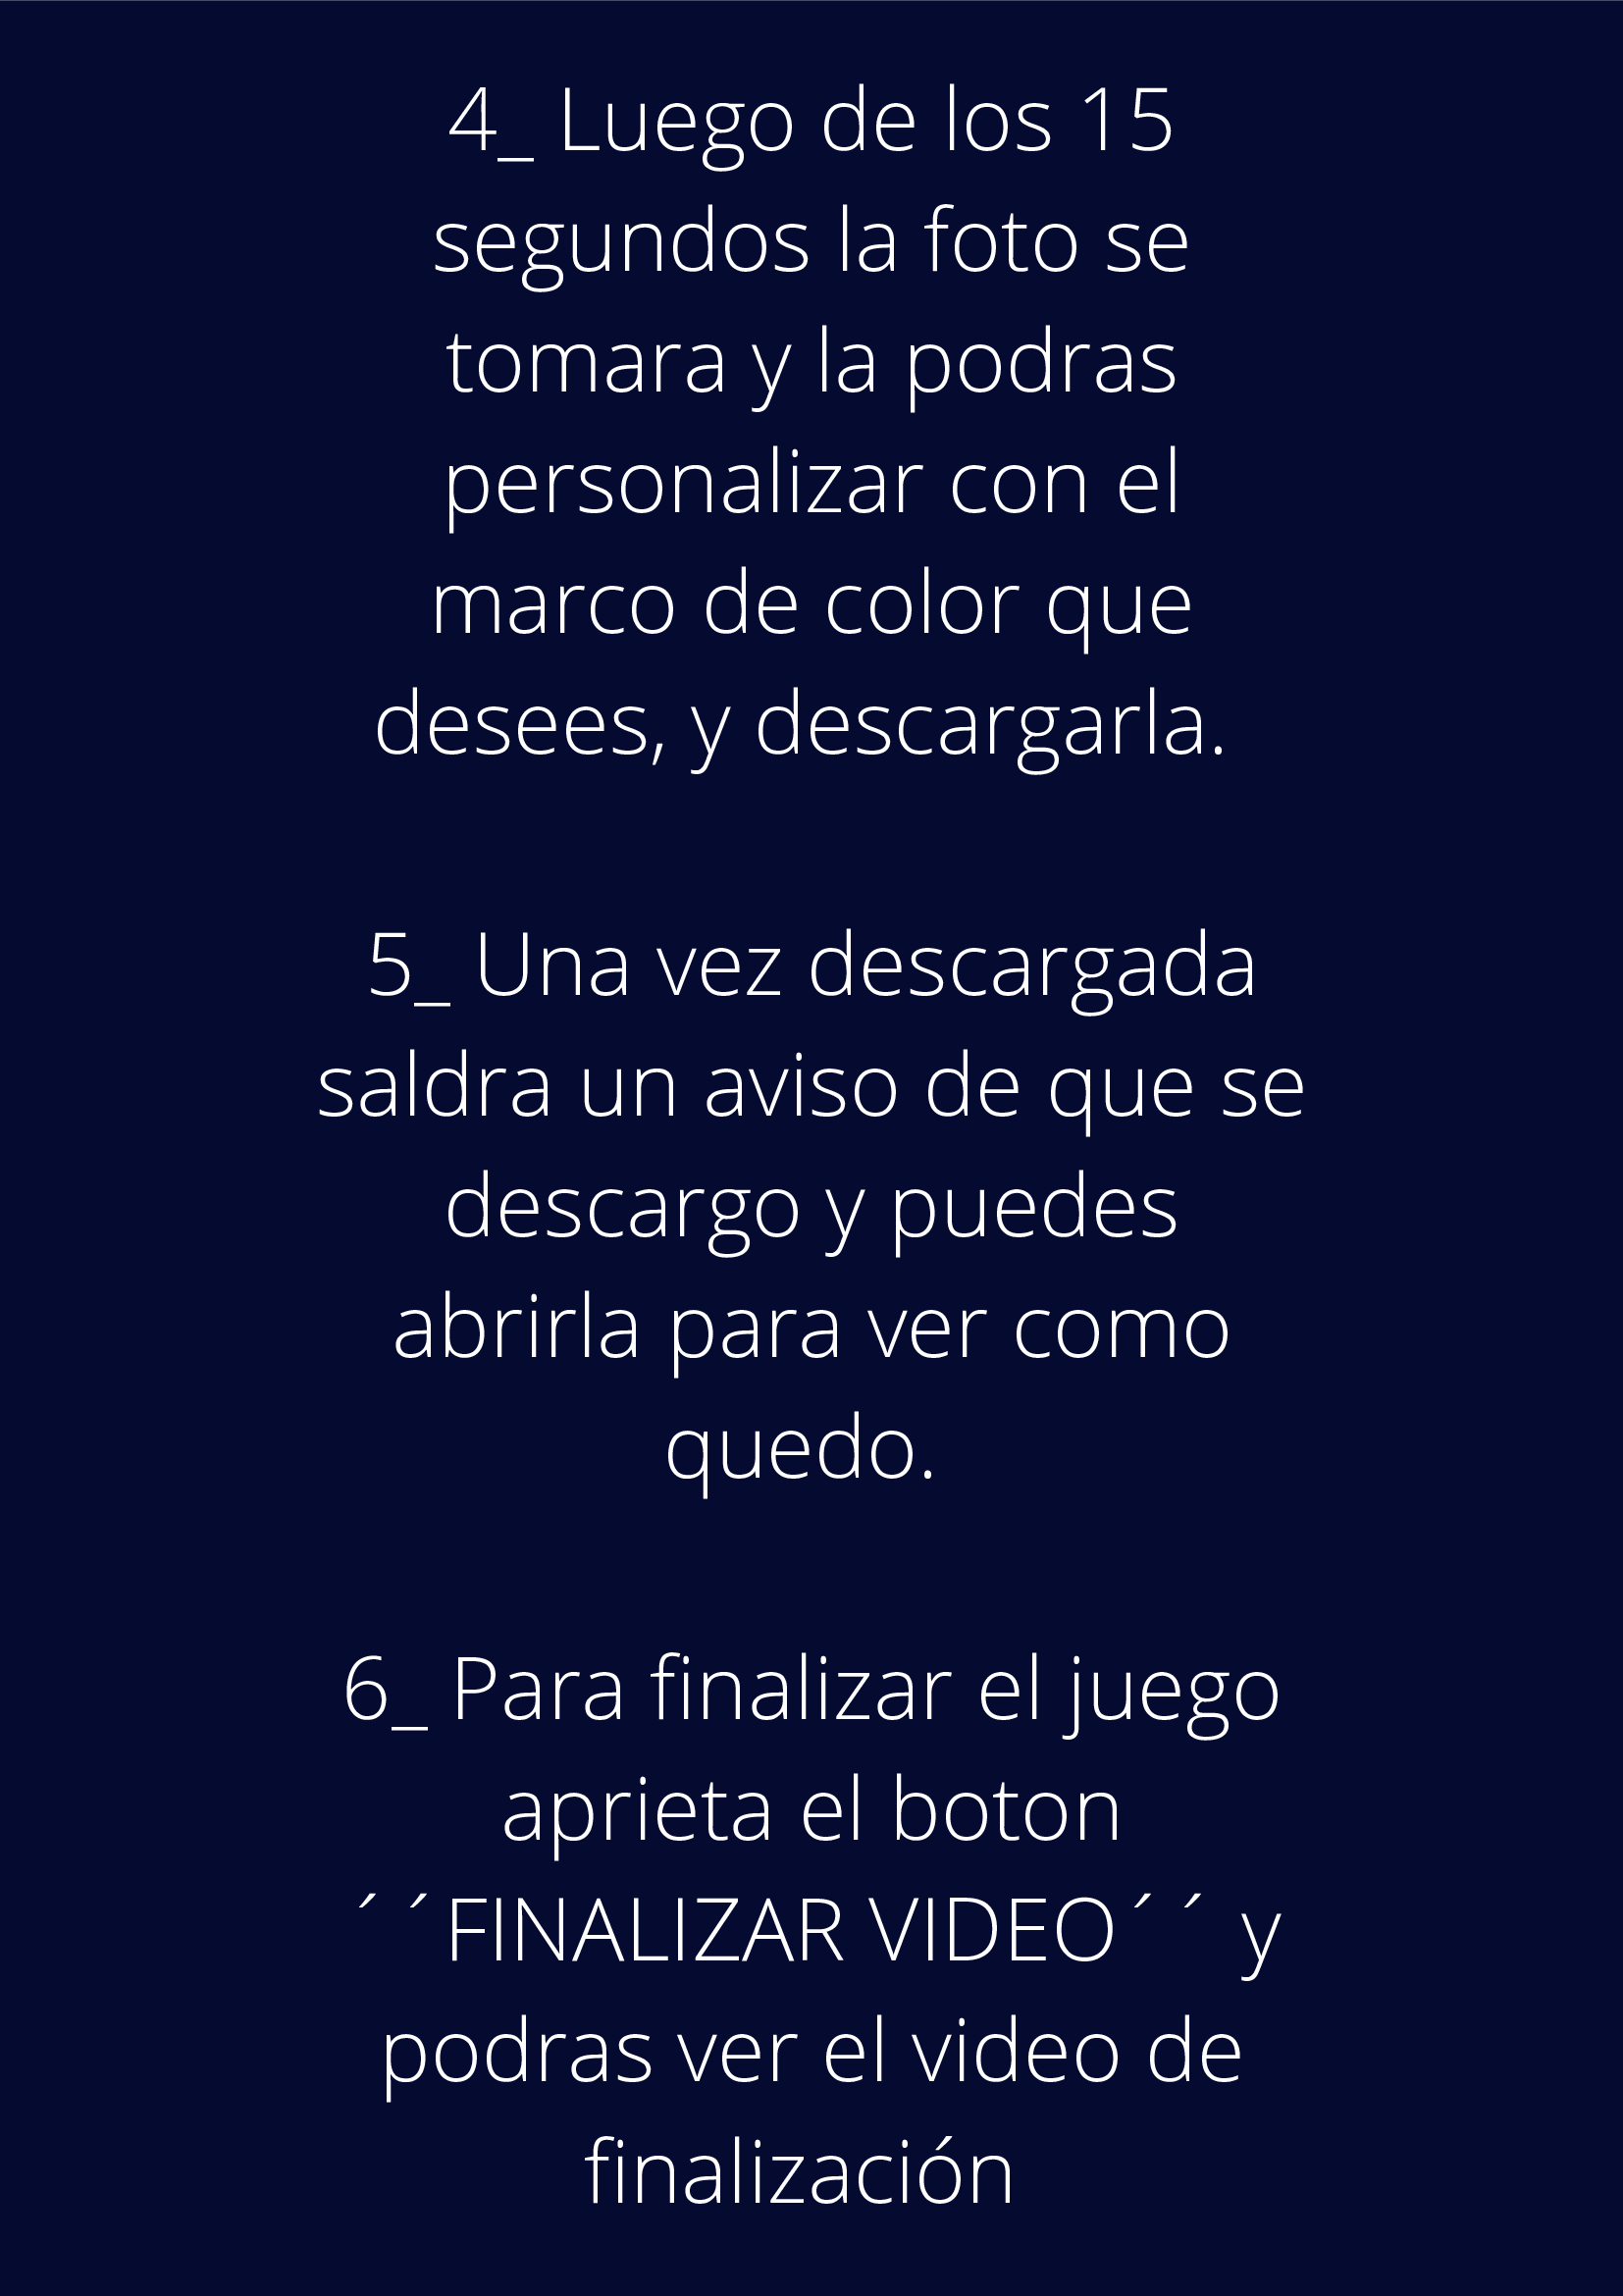 4_ Luego de los 15
segundos la foto se
tomara y la podras
personalizar con el
marco de color que
desees, y descargarla.
5_ Una vez descargada
saldra un aviso de que se
descargo y puedes
abrirla para ver como
quedo.
6_ Para finalizar el juego
aprieta el boton
´´FINALIZAR VIDEO´´ y
podras ver el video de
finalización